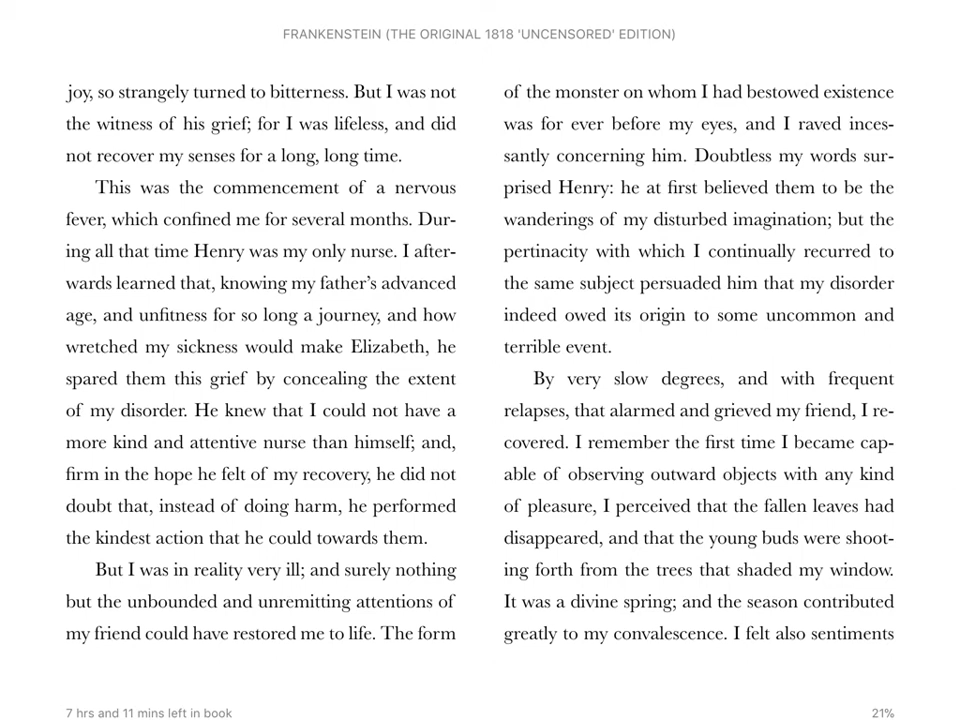 FRANKENSTEIN (THE ORIGINAL 1818 'UNCENSORED' EDITION)
joy, so strangely turned to bitterness. But I was not
the witness of his grief; for I was lifeless, and did
not recover my senses for a long, long time.
This was the commencement of a nervous
fever, which confined me for several months. Dur-
ing all that time Henry was my only nurse. I after-
wards learned that, knowing my father’s advanced
age, and unfitness for so long a journey, and how
wretched my sickness would make Elizabeth, he
spared them this grief by concealing the extent
of my disorder. He knew that I could not have a
more kind and attentive nurse than himself; and,
firm in the hope he felt of my recovery, he did not
doubt that, instead of doing harm, he performed
the kindest action that he could towards them.
But I was in reality very ill; and surely nothing
but the unbounded and unremitting attentions of
my friend could have restored me to life. The form
of the monster on whom I had bestowed existence
was for ever before my eyes, and I raved inces-
santly concerning him. Doubtless my words sur-
prised Henry: he at first believed them to be the
wanderings of my disturbed imagination; but the
pertinacity with which I continually recurred to
the same subject persuaded him that my disorder
indeed owed its origin to some uncommon and
terrible event.
By very slow degrees, and with frequent
relapses, that alarmed and grieved my friend, I re-
covered. I remember the first time I became cap-
able of observing outward objects with any kind
of pleasure, I perceived that the fallen leaves had
disappeared, and that the young buds were shoot-
ing forth from the trees that shaded my window.
It was a divine spring; and the season contributed
greatly to my convalescence. I felt also sentiments
7 hrs and 11 mins left in book
21%